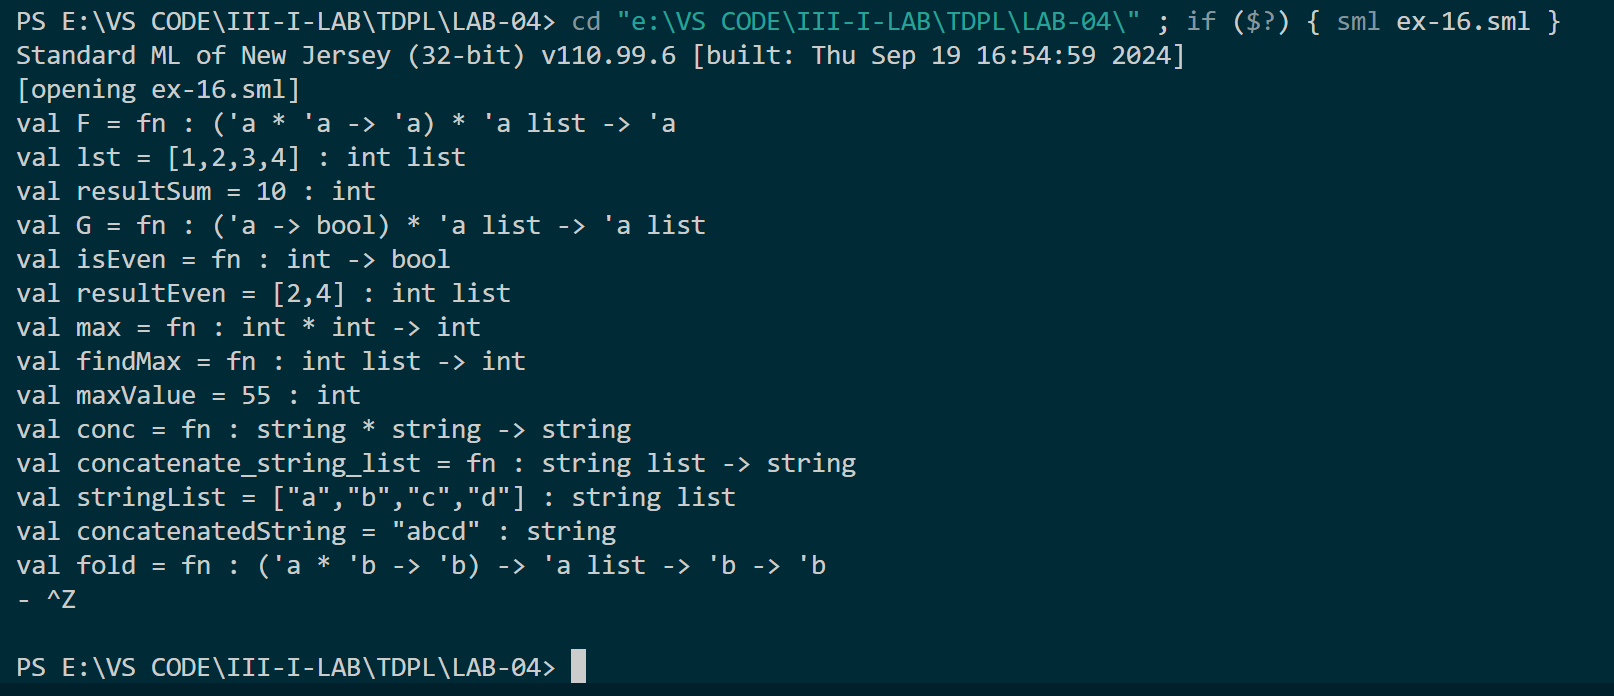 PS E:\VS CODE\III-I-LAB\TDPL\LAB-04> cd "e:\VS CODE\III-I-LAB\TDPL\LAB-04\" ; if ($?) { sml ex-16.sml }
Standard ML of New Jersey (32-bit) v110.99.6 [built: Thu Sep 19 16:54:59 2024]
[opening ex-16.sml]
val F = fn : ('a * 'a -> 'a) * 'a list -> 'a
val lst = [1,2,3,4] : int list
val resultSum = 10 : int
val G = fn : ('a -> bool) * 'a list -> 'a list
val isEven = fn : int -> bool
val resultEven = [2,4] : int list
val max = fn : int * int -> int
val findMax = fn : int list -> int
val maxValue = 55 : int
val conc = fn : string * string -> string
val concatenate_string_list = fn : string list -> string
val stringList = ["a","b","c","d"] : string list
val concatenatedString = "abcd" : string
val fold = fn : ('a * 'b -> 'b) -> 'a list -> 'b -> 'b
- ^Z
PS E:\VS CODE\III-I-LAB\TDPL\LAB-04>